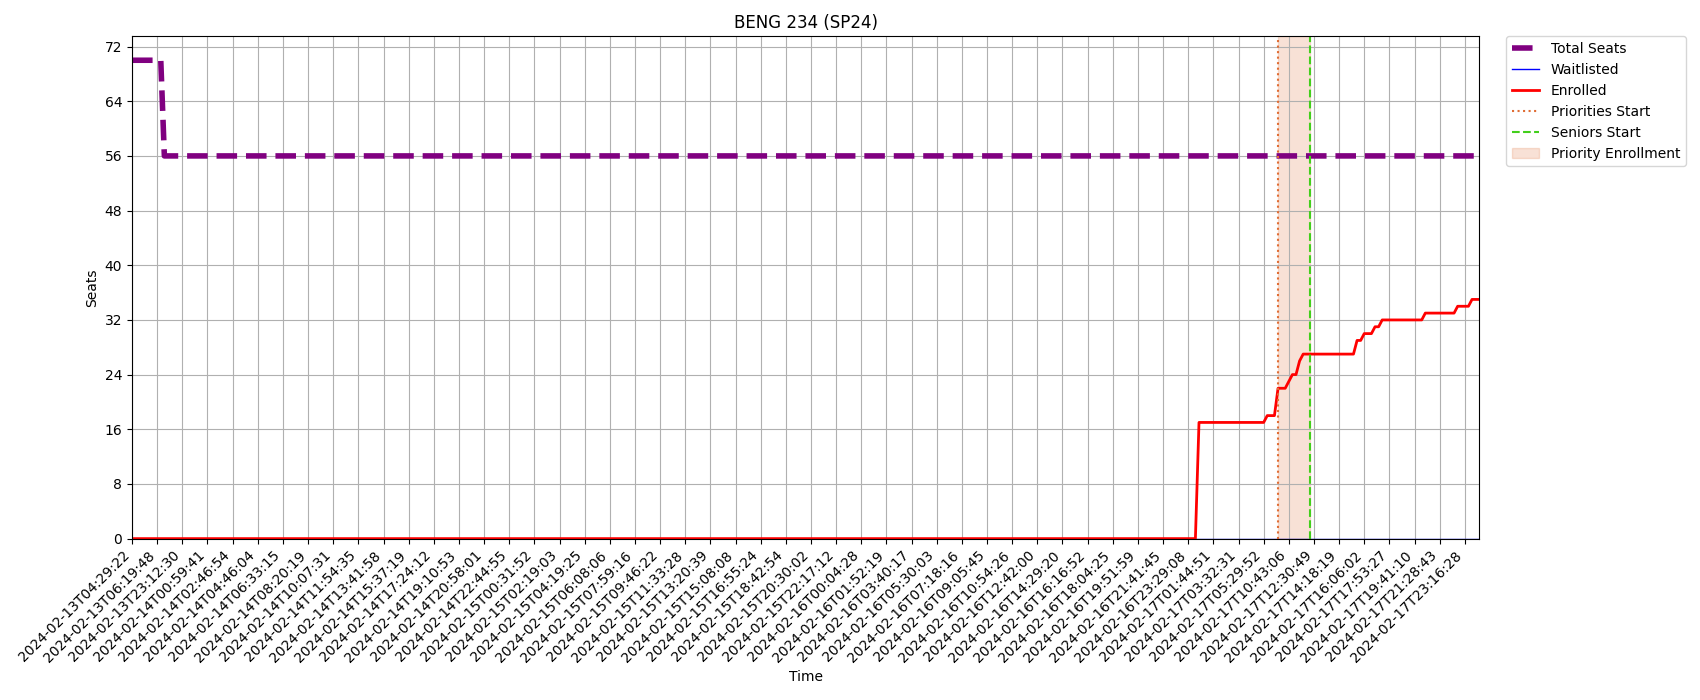 BENG 234 (SP24)
Total Seats
Waitlisted
Enrolled
Priorities Start
Seniors Start
Priority Enrollment
Seats
72
64
56
48
40
32
24
16
8
0
2024-02-13T04:29:22
2024-02-13T06:19:48
2024-02-13T23:12:30
2024-02-14T00:59:41
2024-02-14T02:46:54
2024-02-14T04:46:04
2024-02-14T06:33:15
2024-02-14T08:20:19
2024-02-14T10:07:31
2024-02-14T11:54:35
2024-02-14T13:41:58
2024-02-14T15:37:19
2024-02-14T17:24:12
2024-02-14T19:10:53
2024-02-14T20:58:01
2024-02-14T22:44:55
2024-02-15T00:31:52
2024-02-15T02:19:03
2024-02-15T04:19:25
2024-02-15T06:08:06
2024-02-15T07:59:16
2024-02-15T09:46:22
2024-02-15T11:33:28
2024-02-15T13:20:39
2024-02-15T15:08:08
2024-02-15T16:55:24
2024-02-15T18:42:54
2024-02-15T20:30:02
2024-02-15T22:17:12
2024-02-16T00:04:28
2024-02-16T01:52:19
2024-02-16T03:40:17
2024-02-16T05:30:03
2024-02-16T07:18:16
2024-02-16T09:05:45
2024-02-16T10:54:26
2024-02-16T12:42:00
2024-02-16T14:29:20
2024-02-16T16:16:52
2024-02-16T18:04:25
2024-02-16T19:51:59
2024-02-16T21:41:45
2024-02-16T23:29:08
2024-02-17T01:44:51
2024-02-17T03:32:31
2024-02-17T05:29:52
2024-02-17T10:43:06
2024-02-17T12:30:49
2024-02-17T14:18:19
2024-02-17T16:06:02
2024-02-17T17:53:27
2024-02-17T19:41:10
2024-02-17T21:28:43
2024-02-17T23:16:28
Time